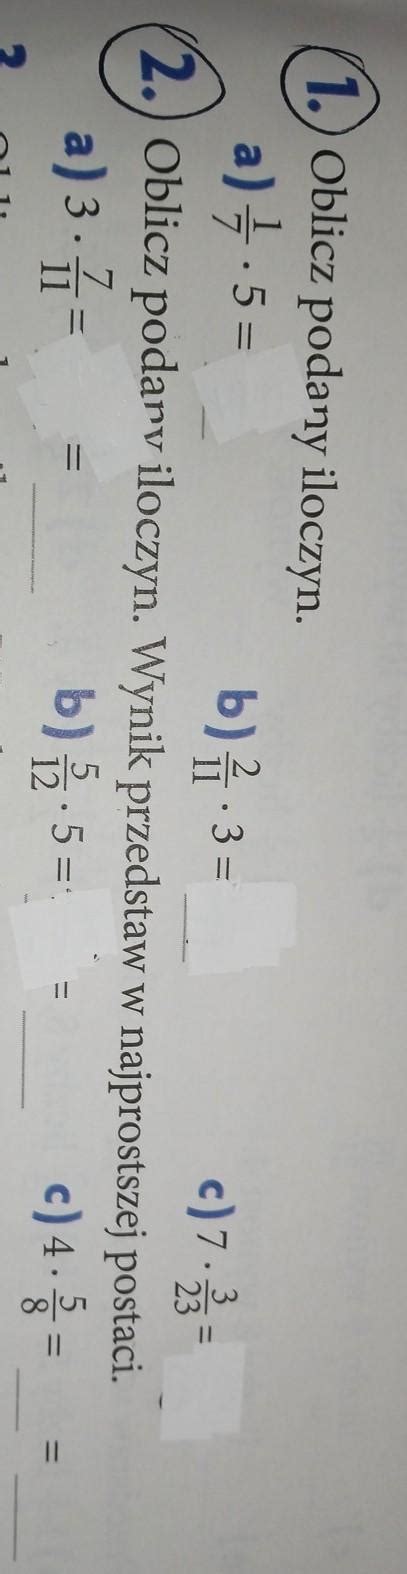 1. Oblicz podany iloczyn.
a) 1/7 · 5 = b) 2/11 · 3 = c) 7 · 3/23 =
2. Oblicz podany iloczyn. Wynik przedstaw w najprostszej postaci.
a) 3 · 7/11 = = b) 5/12 · 5 = = c) 4 · 5/8 = =